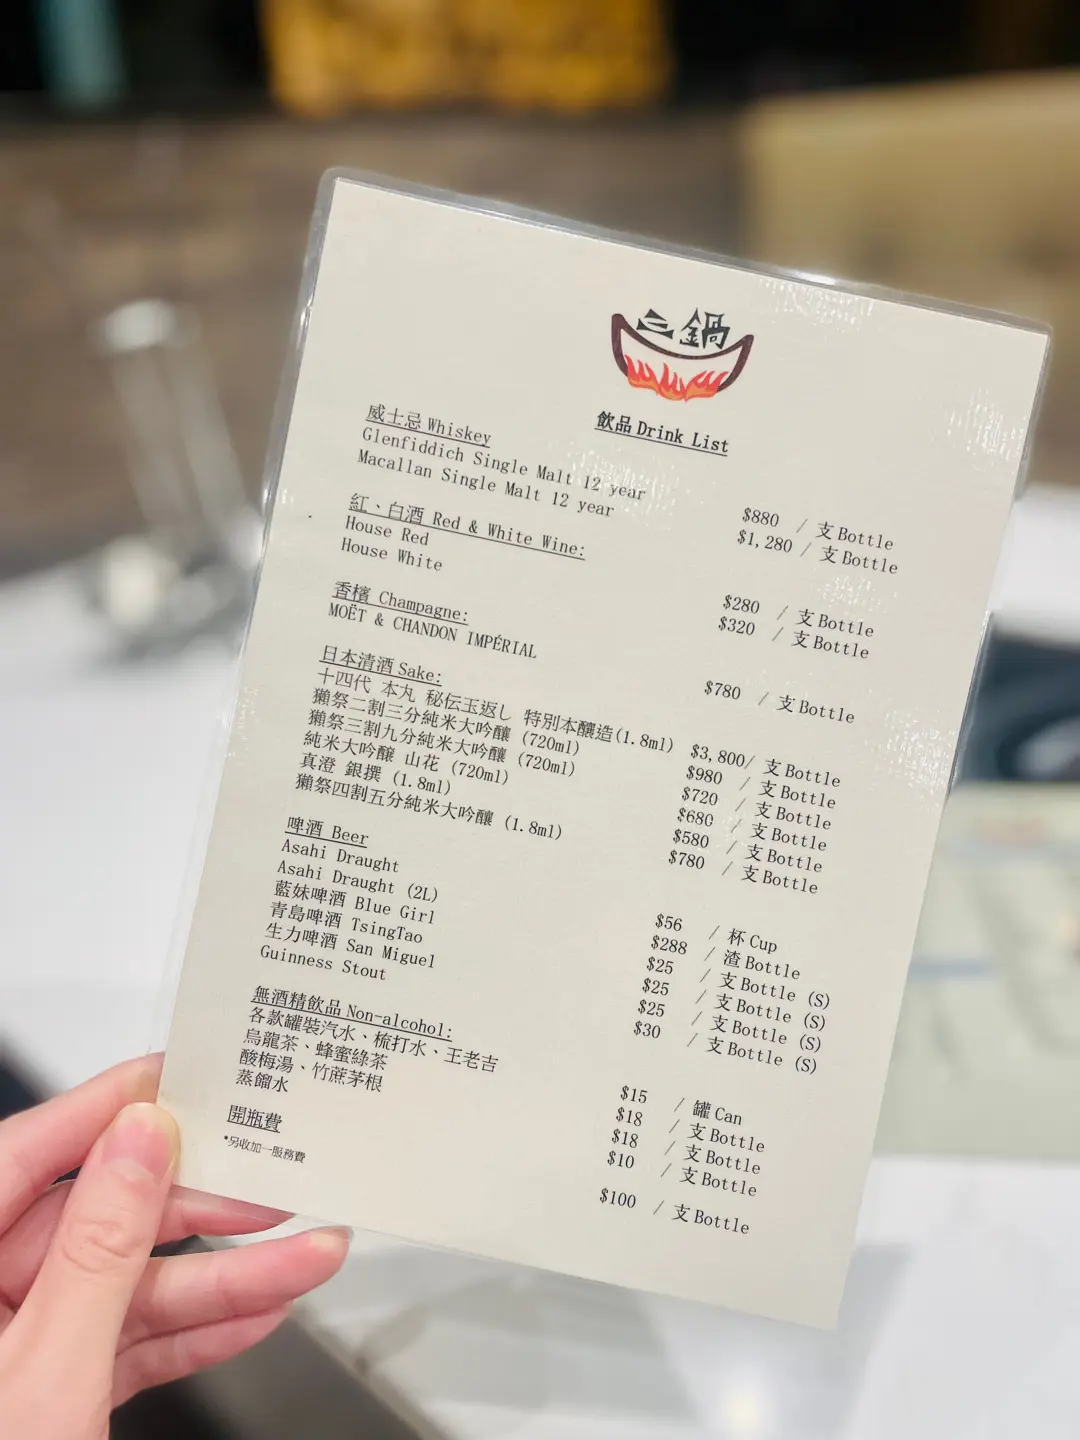 三鍋
飲品 Drink List
威士忌 Whiskey
Glenfiddich Single Malt 12 year $880 / 支 Bottle
Macallan Single Malt 12 year $1,280 / 支 Bottle
紅、白酒 Red & White Wine:
House Red $280 / 支 Bottle
House White $320 / 支 Bottle
香檳 Champagne:
MOËT & CHANDON IMPÉRIAL $780 / 支 Bottle
日本清酒 Sake:
十四代 本丸 秘伝玉返し 特別本釀造(1.8ml) $3,800/ 支 Bottle
獺祭二割三分純米大吟釀 (720ml) $980 / 支 Bottle
獺祭三割九分純米大吟釀 (720ml) $720 / 支 Bottle
純米大吟醸 山花 (720ml) $680 / 支 Bottle
真澄 銀撰 (1.8ml) $580 / 支 Bottle
獺祭四割五分純米大吟釀 (1.8ml) $780 / 支 Bottle
啤酒 Beer
Asahi Draught $56 / 杯 Cup
Asahi Draught (2L) $288 / 渣 Bottle
藍妹啤酒 Blue Girl $25 / 支 Bottle (S)
青島啤酒 TsingTao $25 / 支 Bottle (S)
生力啤酒 San Miguel $25 / 支 Bottle (S)
Guinness Stout $30 / 支 Bottle (S)
無酒精飲品 Non-alcohol:
各款罐裝汽水、梳打水、王老吉 $15 / 罐 Can
烏龍茶、蜂蜜綠茶 $18 / 支 Bottle
酸梅湯、竹蔗茅根 $18 / 支 Bottle
蒸餾水 $10 / 支 Bottle
開瓶費 $100 / 支 Bottle
*另收加一服務費